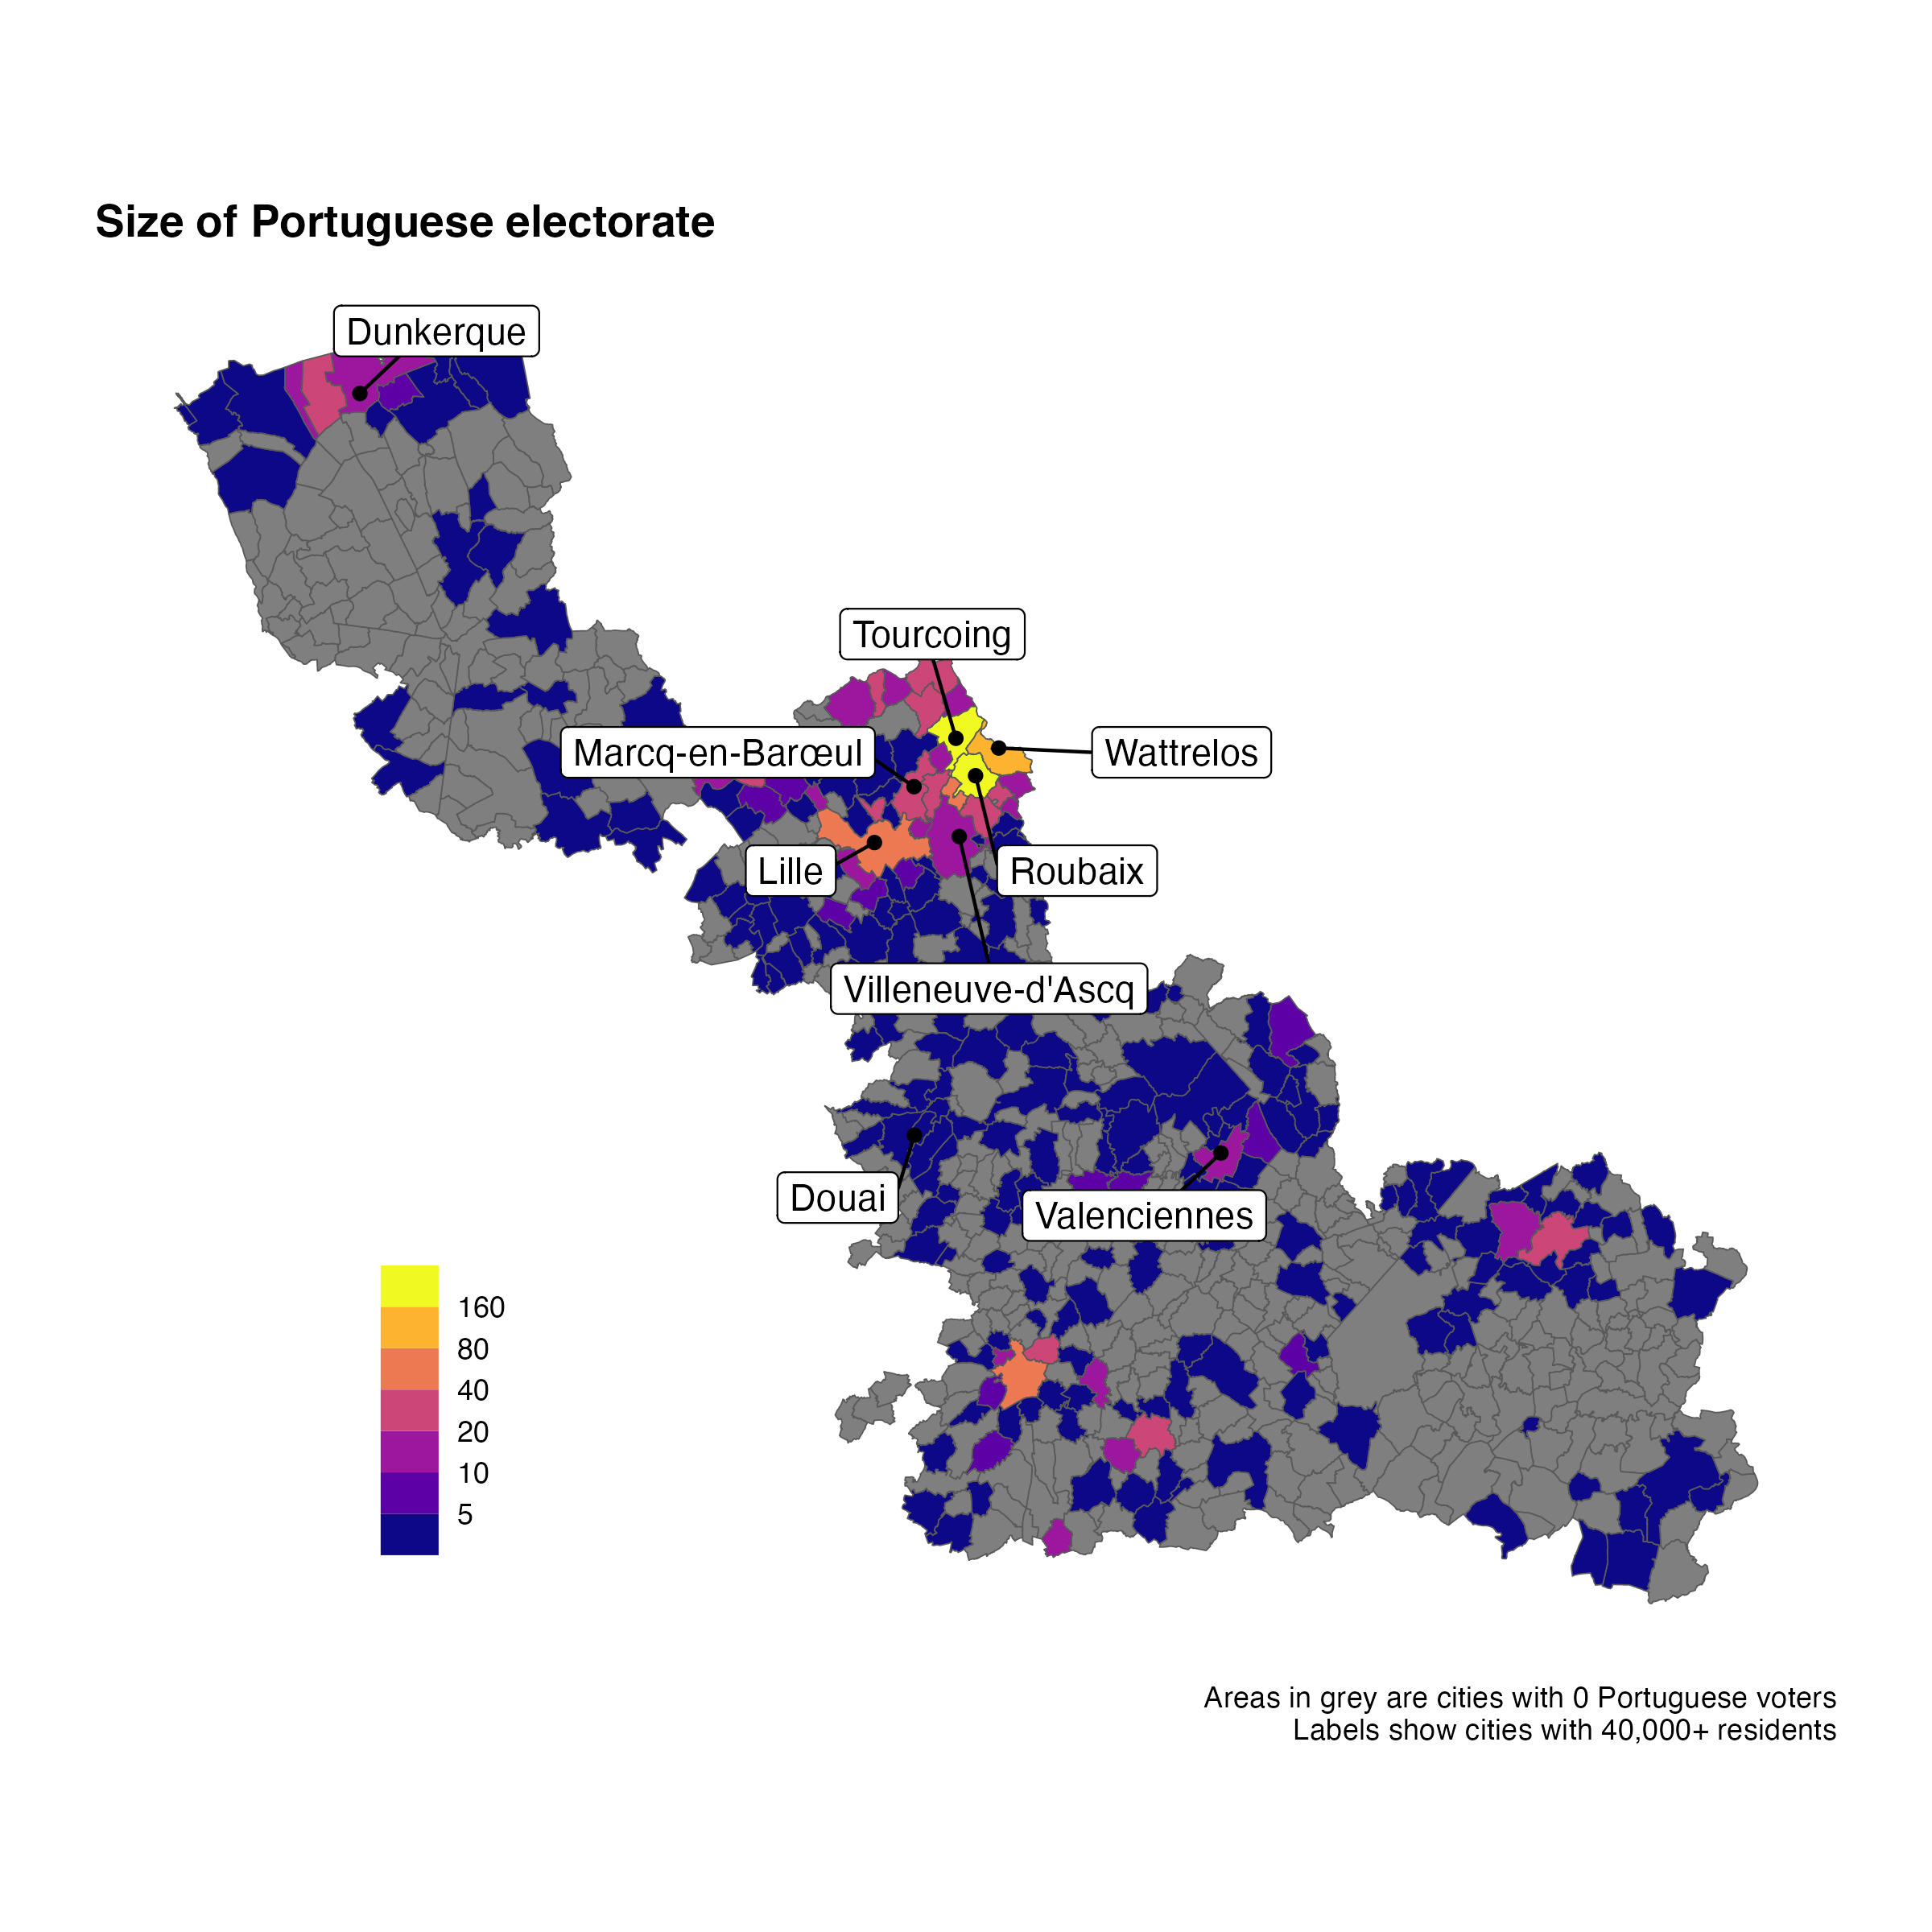 Size of Portuguese electorate
Dunkerque
Tourcoing
Marcq-en-Barœul
Wattrelos
Lille
Roubaix
Villeneuve-d'Ascq
Douai
Valenciennes
160
80
40
20
10
5
Areas in grey are cities with 0 Portuguese voters
Labels show cities with 40,000+ residents